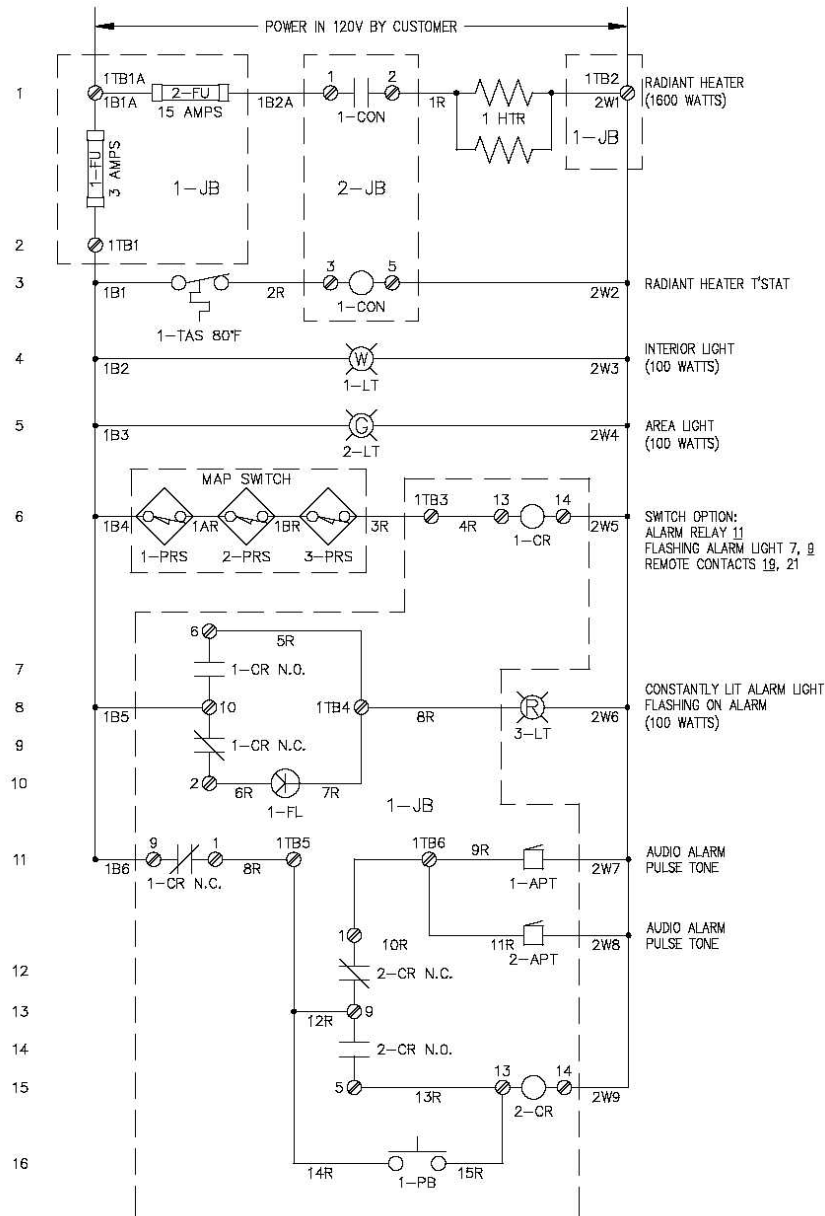 POWER IN 120V BY CUSTOMER
1
1TB1A
1B1A
2-FU
15 AMPS
1B2A
1
2
1-CON
1R
1 HTR
1TB2
2W1
1-JB
RADIANT HEATER
(1600 WATTS)
1-FU
3 AMPS
1-JB
2-JB
2
1TB1
3
1B1
2R
3
5
1-CON
1-TAS 80°F
2W2
RADIANT HEATER T'STAT
4
1B2
W
1-LT
2W3
INTERIOR LIGHT
(100 WATTS)
5
1B3
G
2-LT
2W4
AREA LIGHT
(100 WATTS)
MAP SWITCH
6
1B4
1AR
1BR
3R
1-PRS
2-PRS
3-PRS
1TB3
4R
13
14
1-CR
2W5
SWITCH OPTION:
ALARM RELAY 11
FLASHING ALARM LIGHT 7, 9
REMOTE CONTACTS 19, 21
6
5R
7
1-CR N.O.
8
1B5
10
1TB4
8R
R
3-LT
2W6
CONSTANTLY LIT ALARM LIGHT
FLASHING ON ALARM
(100 WATTS)
9
1-CR N.C.
10
2
6R
1-FL
7R
1-JB
11
1B6
9
1
1-CR N.C.
8R
1TB5
1TB6
9R
1-APT
2W7
AUDIO ALARM
PULSE TONE
1
10R
11R
2-APT
2W8
AUDIO ALARM
PULSE TONE
12
2-CR N.C.
13
12R
9
14
2-CR N.O.
15
5
13R
13
14
2-CR
2W9
16
14R
1-PB
15R